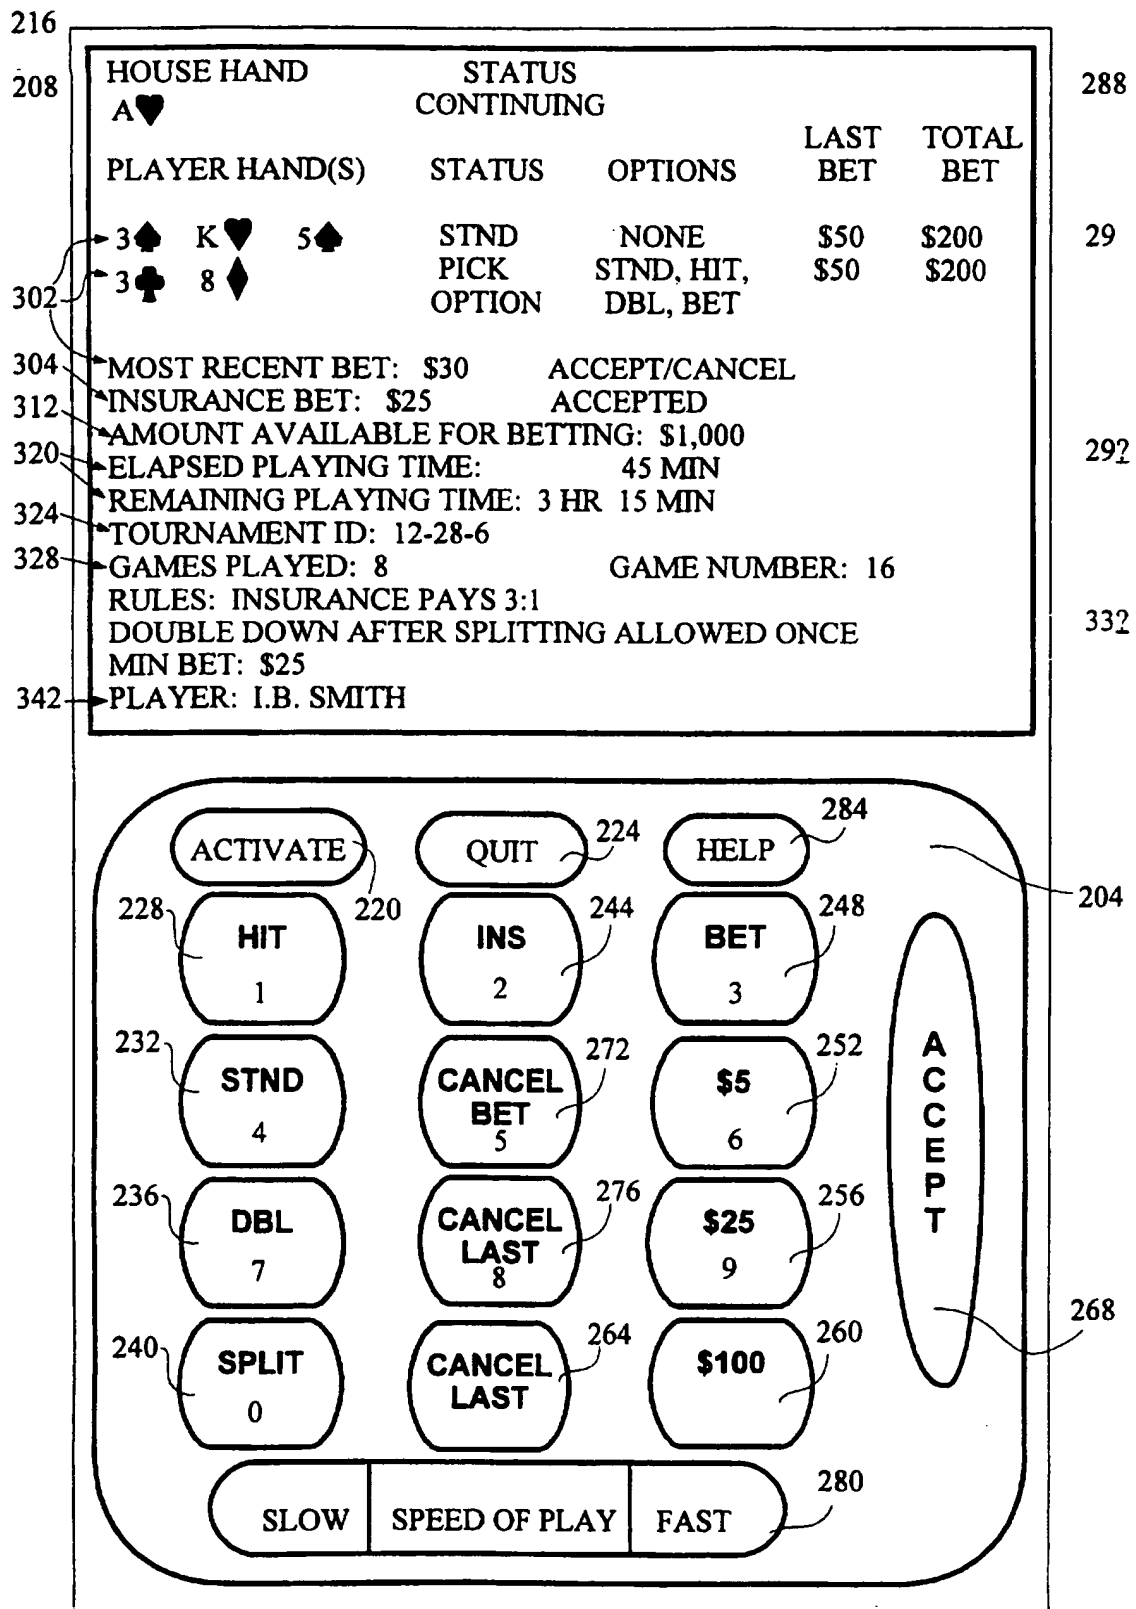 216
208
HOUSE HAND STATUS 288
A♥ CONTINUING
LAST TOTAL
PLAYER HAND(S) STATUS OPTIONS BET BET
3♠ K♥ 5♠ STND NONE $50 $200 29
3♣ 8♦ PICK STND, HIT, $50 $200
302 OPTION DBL, BET
MOST RECENT BET: $30 ACCEPT/CANCEL
304 INSURANCE BET: $25 ACCEPTED
312 AMOUNT AVAILABLE FOR BETTING: $1,000
320 ELAPSED PLAYING TIME: 45 MIN 29?
REMAINING PLAYING TIME: 3 HR 15 MIN
324 TOURNAMENT ID: 12-28-6
328 GAMES PLAYED: 8 GAME NUMBER: 16
RULES: INSURANCE PAYS 3:1
DOUBLE DOWN AFTER SPLITTING ALLOWED ONCE 33?
MIN BET: $25
342 PLAYER: I.B. SMITH
ACTIVATE 220 QUIT 224 HELP 284
204
228 HIT 1 INS 2 244 BET 3 248
232 STND 4 CANCEL BET 5 272 $5 6 252
ACCEPT
236 DBL 7 CANCEL LAST 8 276 $25 9 256
268
240 SPLIT 0 CANCEL LAST 264 $100 260
SLOW SPEED OF PLAY FAST 280